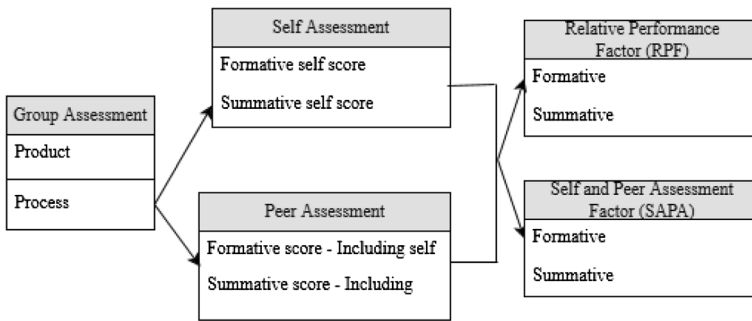 Group Assessment
Product
Process
Self Assessment
Formative self score
Summative self score
Peer Assessment
Formative score - Including self
Summative score - Including
Relative Performance
Factor (RPF)
Formative
Summative
Self and Peer Assessment
Factor (SAPA)
Formative
Summative